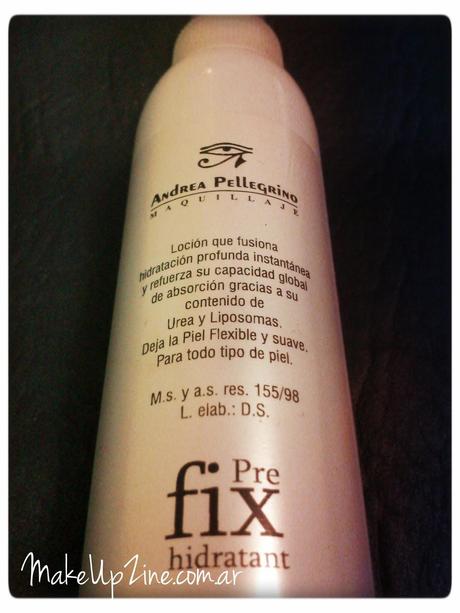 ANDREA PELLEGRINO
MAQUILLAJE
Loción que fusiona
hidratación profunda instantánea
y refuerza su capacidad global
de absorción gracias a su
contenido de
Urea y Liposomas.
Deja la Piel Flexible y suave.
Para todo tipo de piel.
M.s. y a.s. res. 155/98
L. elab.: D.S.
Pre
fix
hidratant
MakeUpZine.com.ar